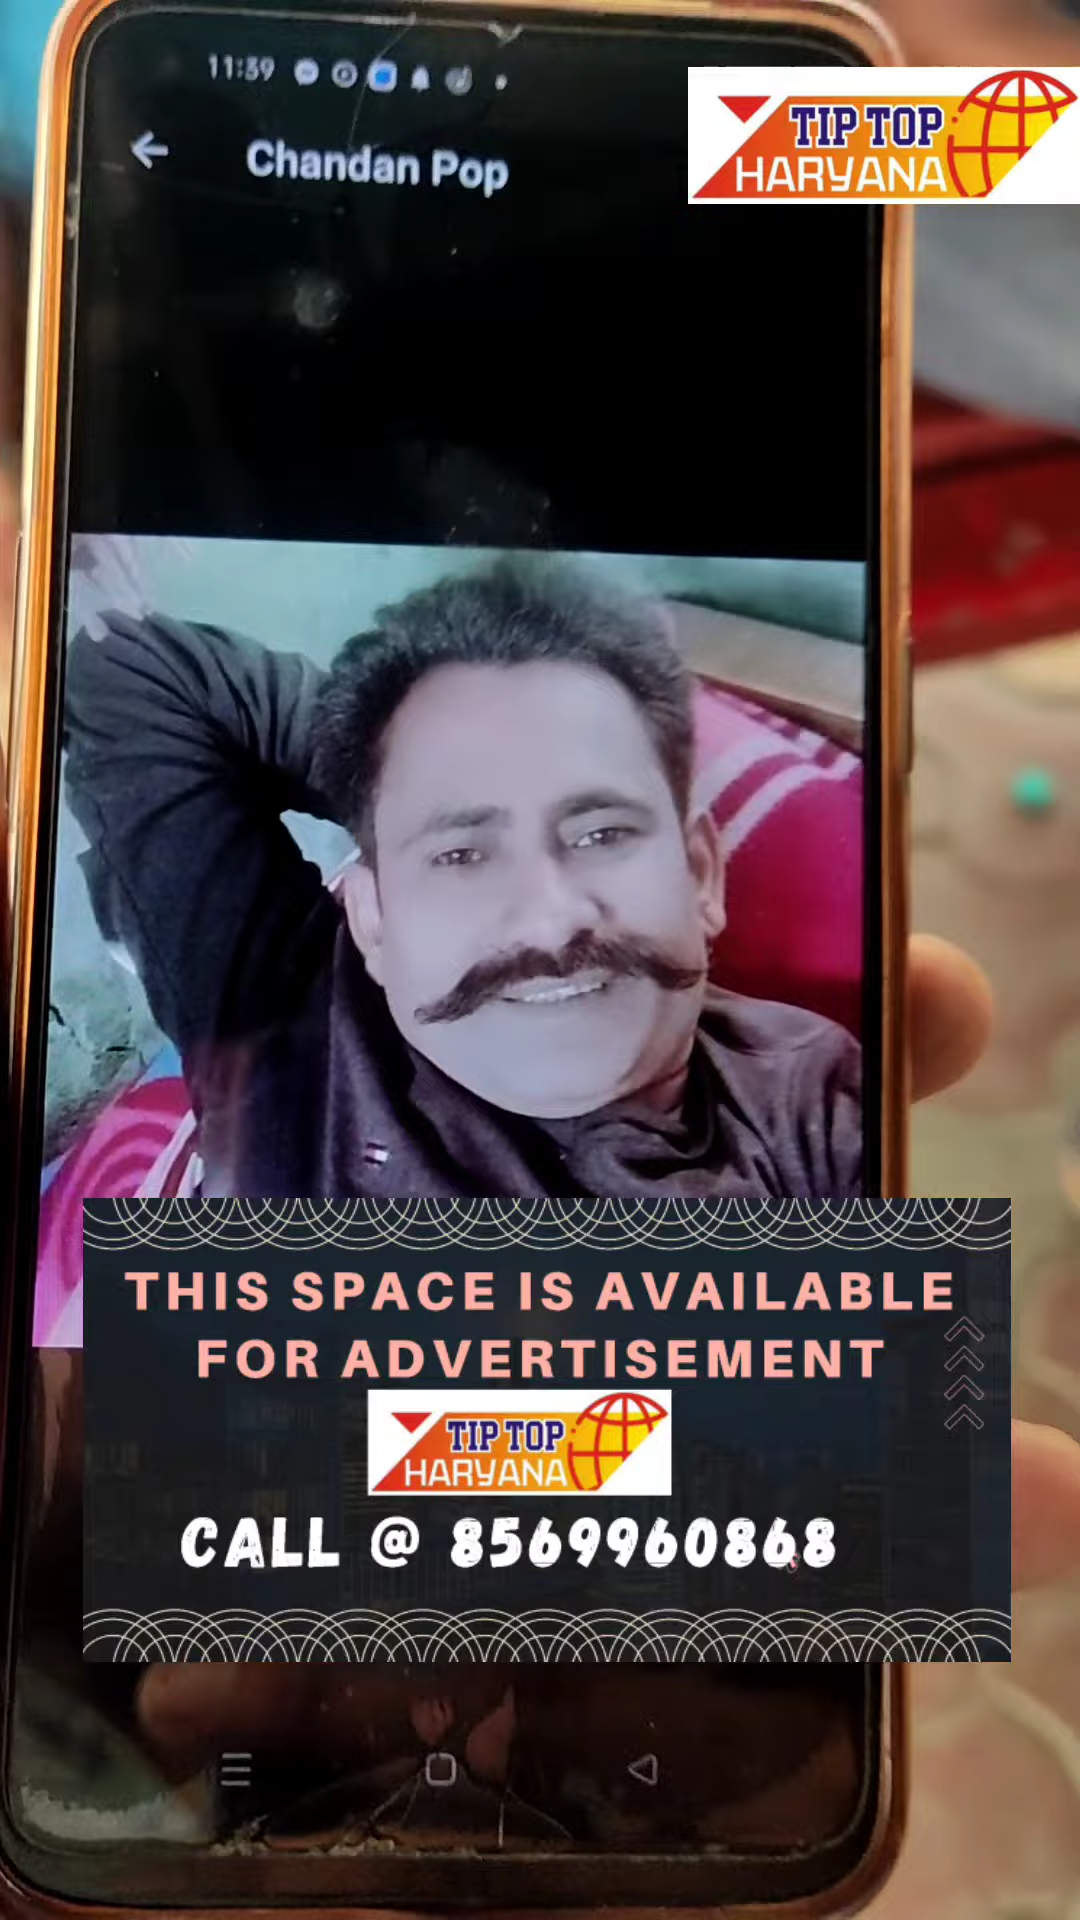 11:39
Chandan Pop
TIP TOP
HARYANA
THIS SPACE IS AVAILABLE
FOR ADVERTISEMENT
TIP TOP
HARYANA
CALL @ 8569960868